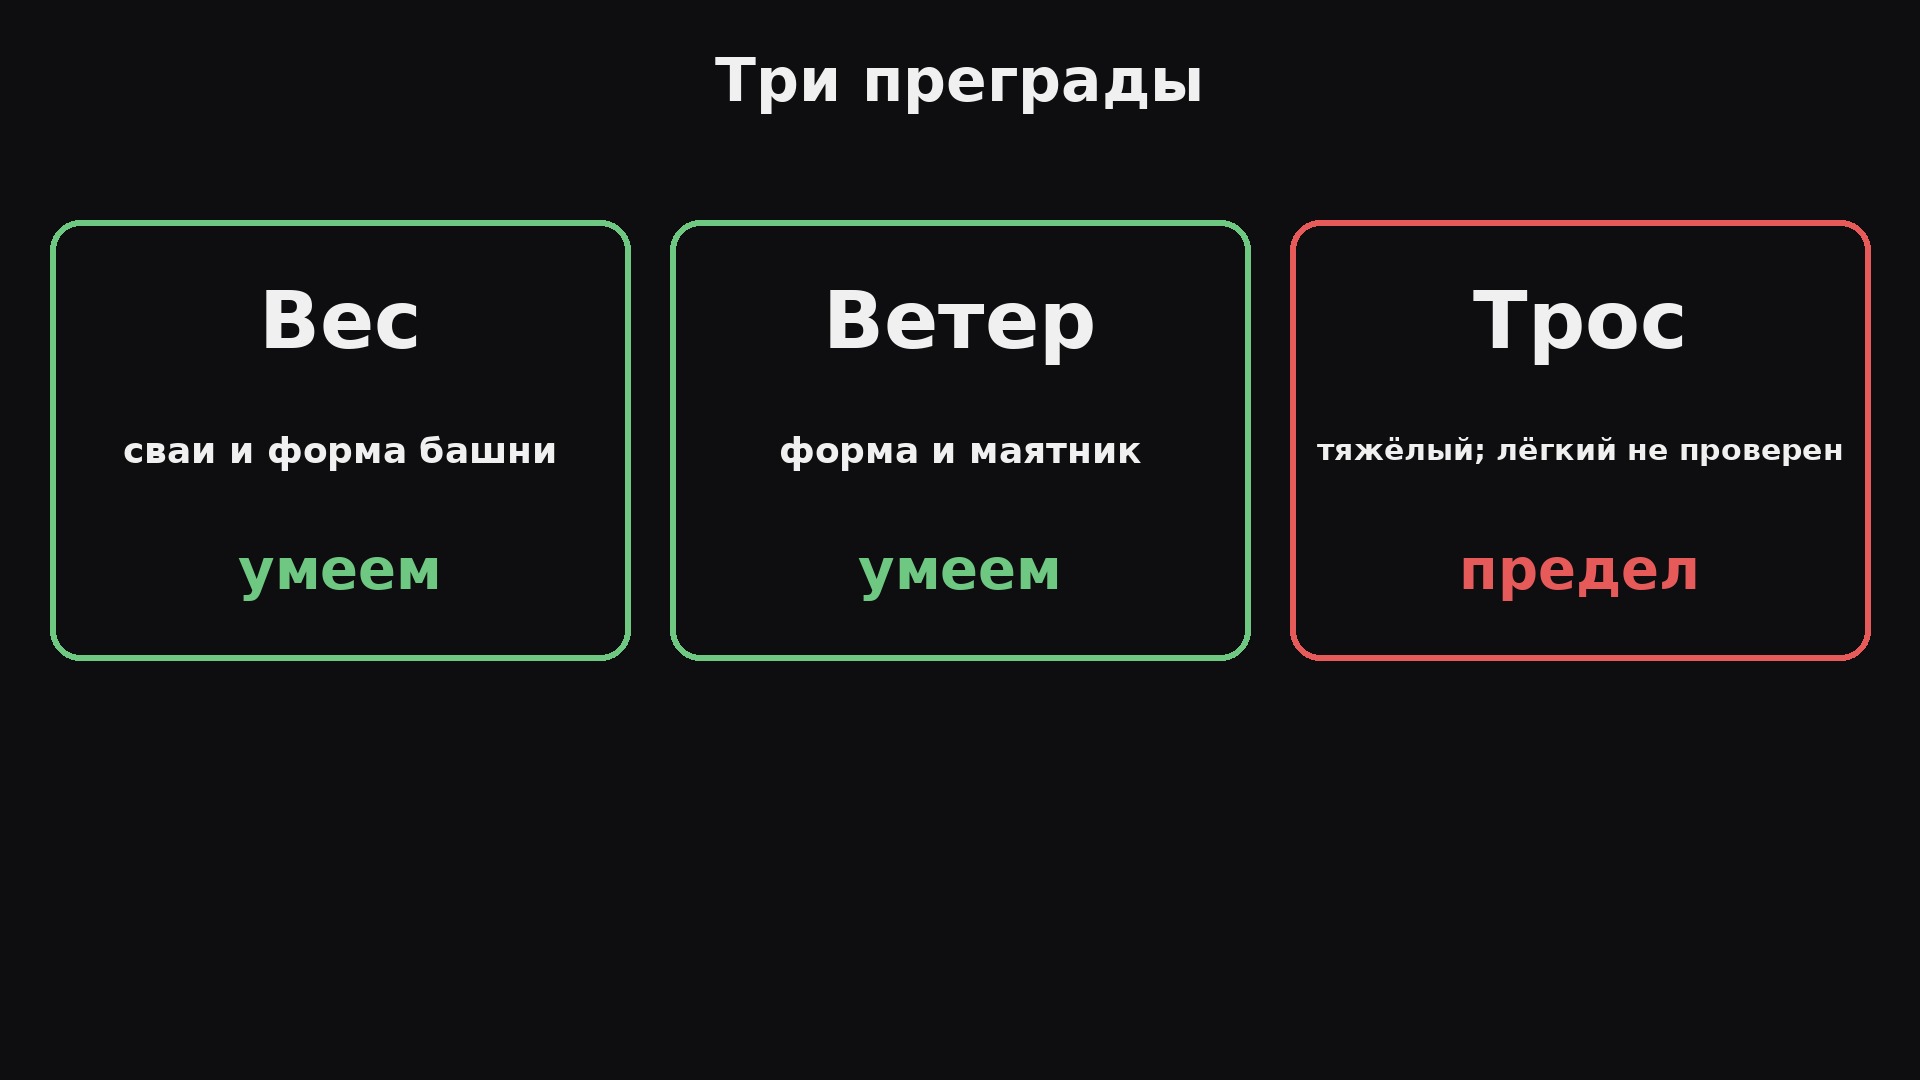 Три преграды
Вес
сваи и форма башни
умеем
Ветер
форма и маятник
умеем
Трос
тяжёлый; лёгкий не проверен
предел